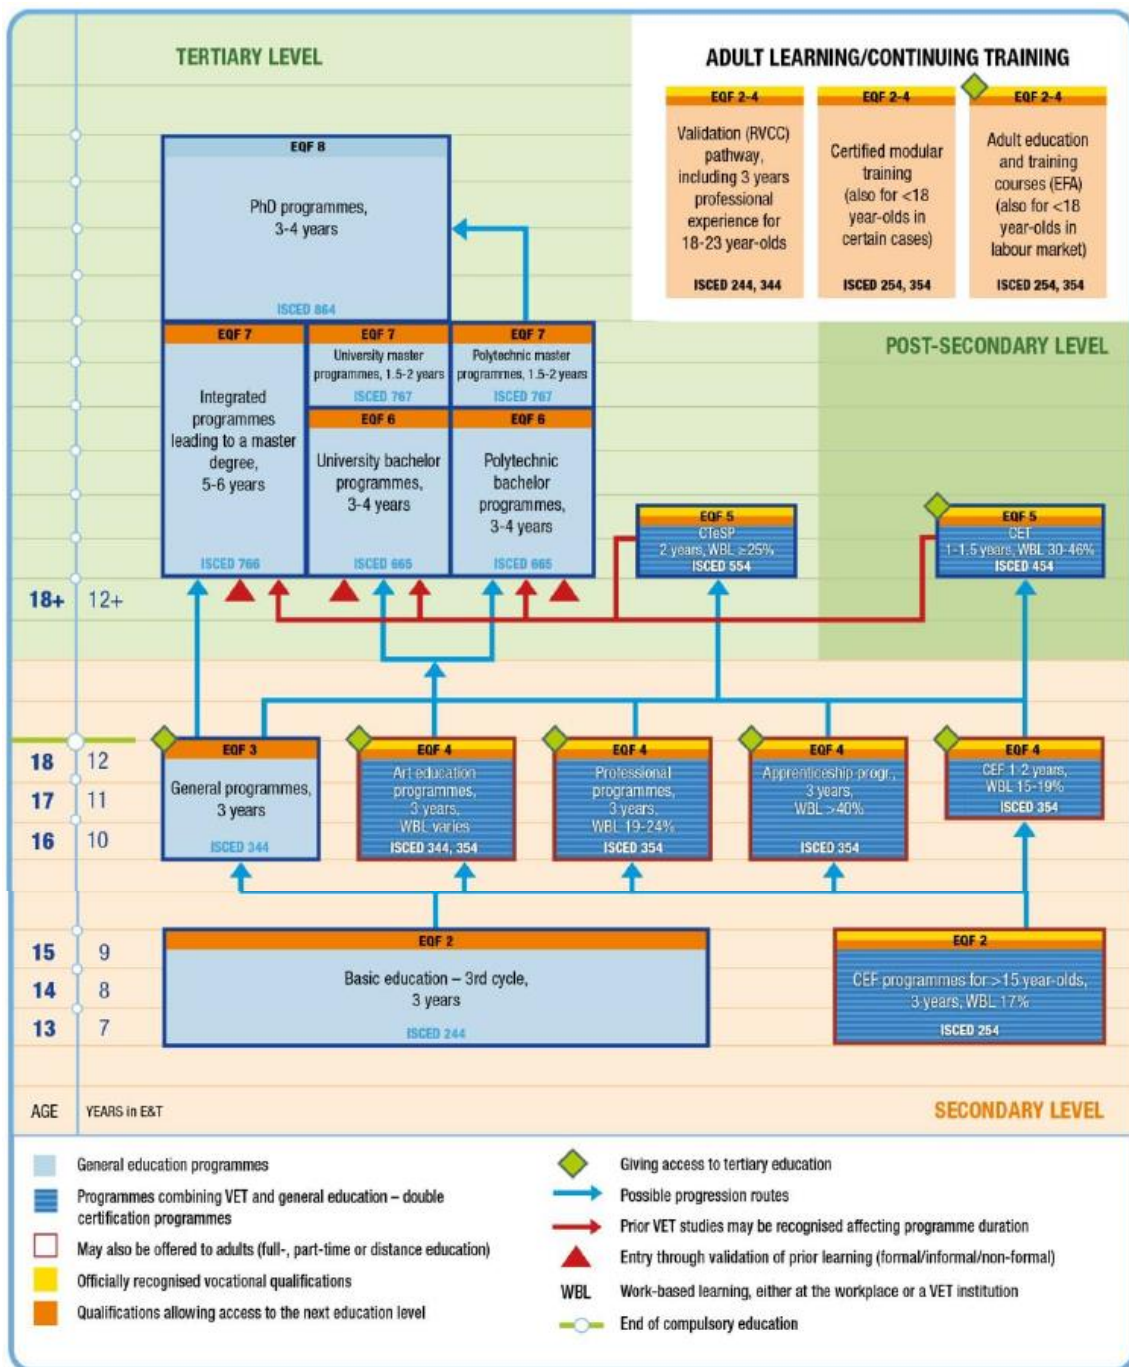 TERTIARY LEVEL
ADULT LEARNING/CONTINUING TRAINING
EQF 2-4
Validation (RVCC)
pathway,
including 3 years
professional
experience for
18-23 year-olds
ISCED 244, 344
EQF 2-4
Certified modular
training
(also for <18
year-olds in
certain cases)
ISCED 254, 354
EQF 2-4
Adult education
and training
courses (EFA)
(also for <18
year-olds in
labour market)
ISCED 254, 354
EQF 8
PhD programmes,
3-4 years
ISCED 864
POST-SECONDARY LEVEL
EQF 7
Integrated
programmes
leading to a master
degree,
5-6 years
ISCED 766
EQF 7
University master
programmes, 1.5-2 years
ISCED 767
EQF 7
Polytechnic master
programmes, 1.5-2 years
ISCED 767
EQF 6
University bachelor
programmes,
3-4 years
ISCED 665
EQF 6
Polytechnic
bachelor
programmes,
3-4 years
ISCED 665
EQF 5
CTeSP
2 years, WBL ≥25%
ISCED 554
EQF 5
CET
1-1.5 years, WBL 30-46%
ISCED 454
18+ 12+
18 12
17 11
16 10
EQF 3
General programmes,
3 years
ISCED 344
EQF 4
Art education
programmes,
3 years,
WBL varies
ISCED 344, 354
EQF 4
Professional
programmes,
3 years,
WBL 19-24%
ISCED 354
EQF 4
Apprenticeship progr.,
3 years,
WBL >40%
ISCED 354
EQF 4
CEF 1-2 years,
WBL 15-19%
ISCED 354
15 9
14 8
13 7
EQF 2
Basic education – 3rd cycle,
3 years
ISCED 244
EQF 2
CEF programmes for >15 year-olds,
3 years, WBL 17%
ISCED 254
AGE YEARS in E&T
SECONDARY LEVEL
General education programmes
Programmes combining VET and general education – double
certification programmes
May also be offered to adults (full-, part-time or distance education)
Officially recognised vocational qualifications
Qualifications allowing access to the next education level
Giving access to tertiary education
Possible progression routes
Prior VET studies may be recognised affecting programme duration
Entry through validation of prior learning (formal/informal/non-formal)
WBL Work-based learning, either at the workplace or a VET institution
End of compulsory education